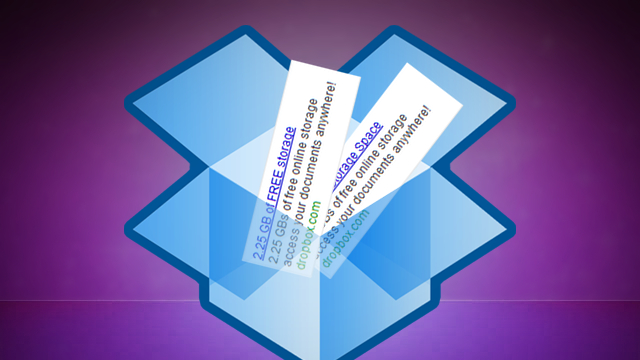 2.25 GB of FREE storage
2.25 GBs of free online storage
access your documents anywhere!
dropbox.com
Storage Space
of free online storage
access your documents anywhere!
dropbox.com